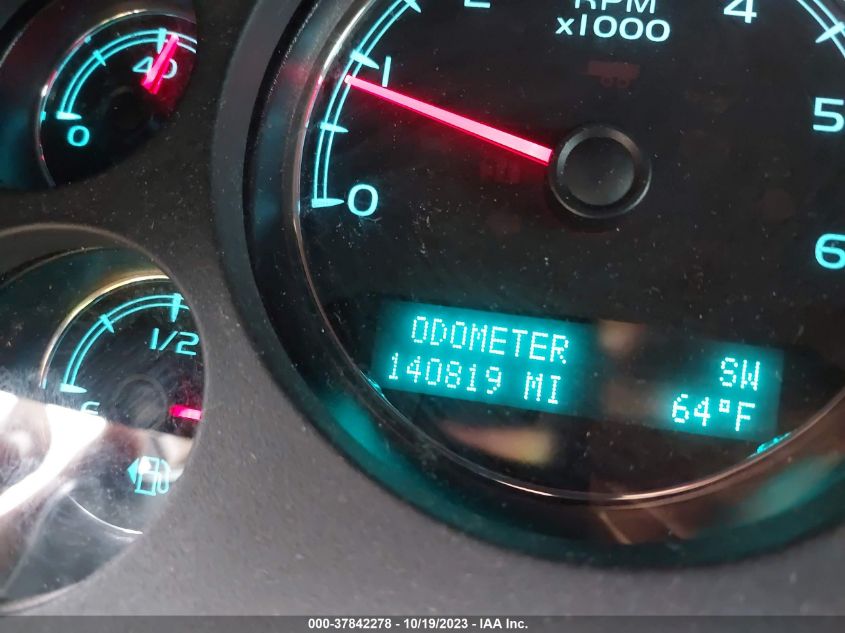 40
0
1/2
E
2
RPM
x1000
4
1
5
0
6
ODOMETER
140819 MI
SW
64°F
000-37842278 - 10/19/2023 - IAA Inc.